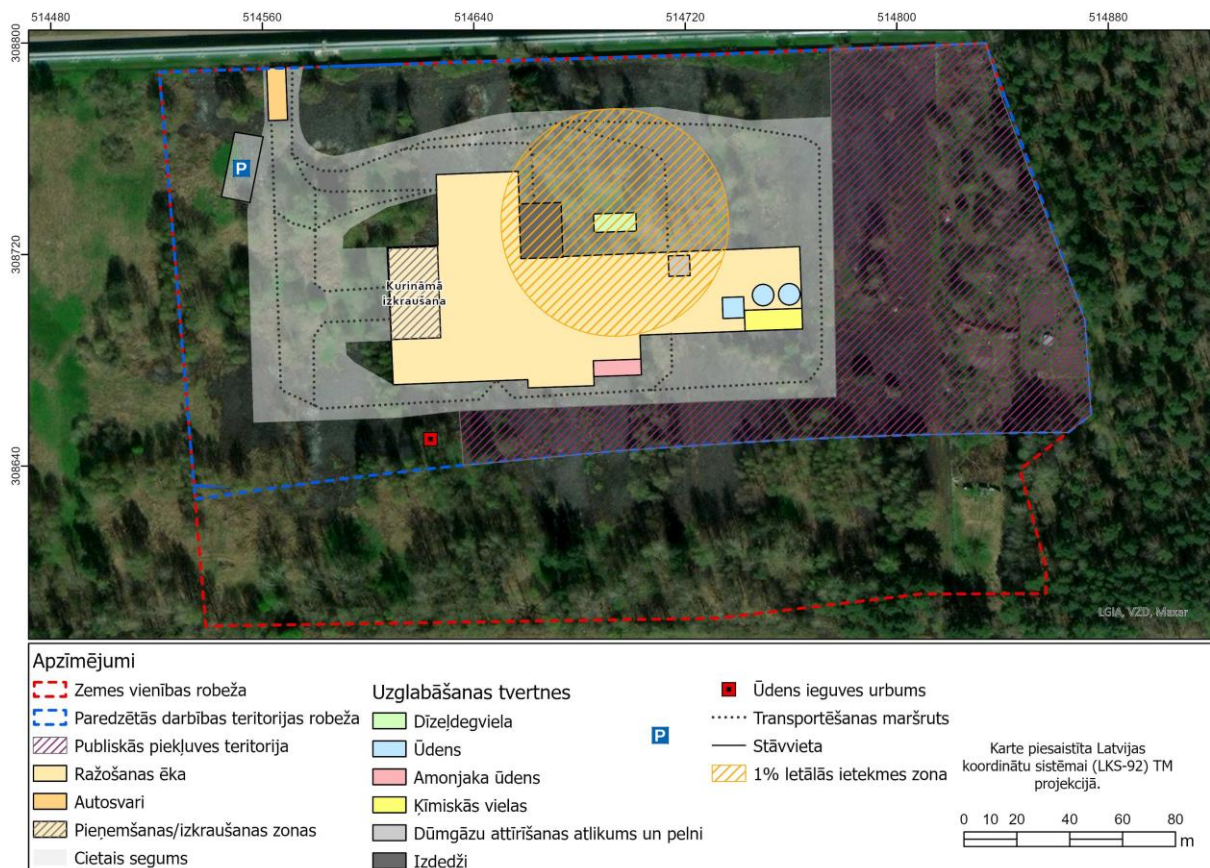 514480 514560 514640 514720 514800 514880
308800
308720
308640
P
Kurināmā
izkraušana
LGIA, VZD, Maxar
Apzīmējumi
Zemes vienības robeža
Paredzētās darbības teritorijas robeža
Publiskās piekļuves teritorija
Ražošanas ēka
Autosvari
Pieņemšanas/izkraušanas zonas
Cietais segums
Uzglabāšanas tvertnes
Dīzeļdegviela
Ūdens
Amonjaka ūdens
Ķīmiskās vielas
Dūmgāzu attīrīšanas atlikums un pelni
Izdedži
P
Ūdens ieguves urbums
Transportēšanas maršruts
Stāvvieta
1% letālās ietekmes zona
Karte piesaistīta Latvijas
koordinātu sistēmai (LKS-92) TM
projekcijā.
0 10 20 40 60 80
m